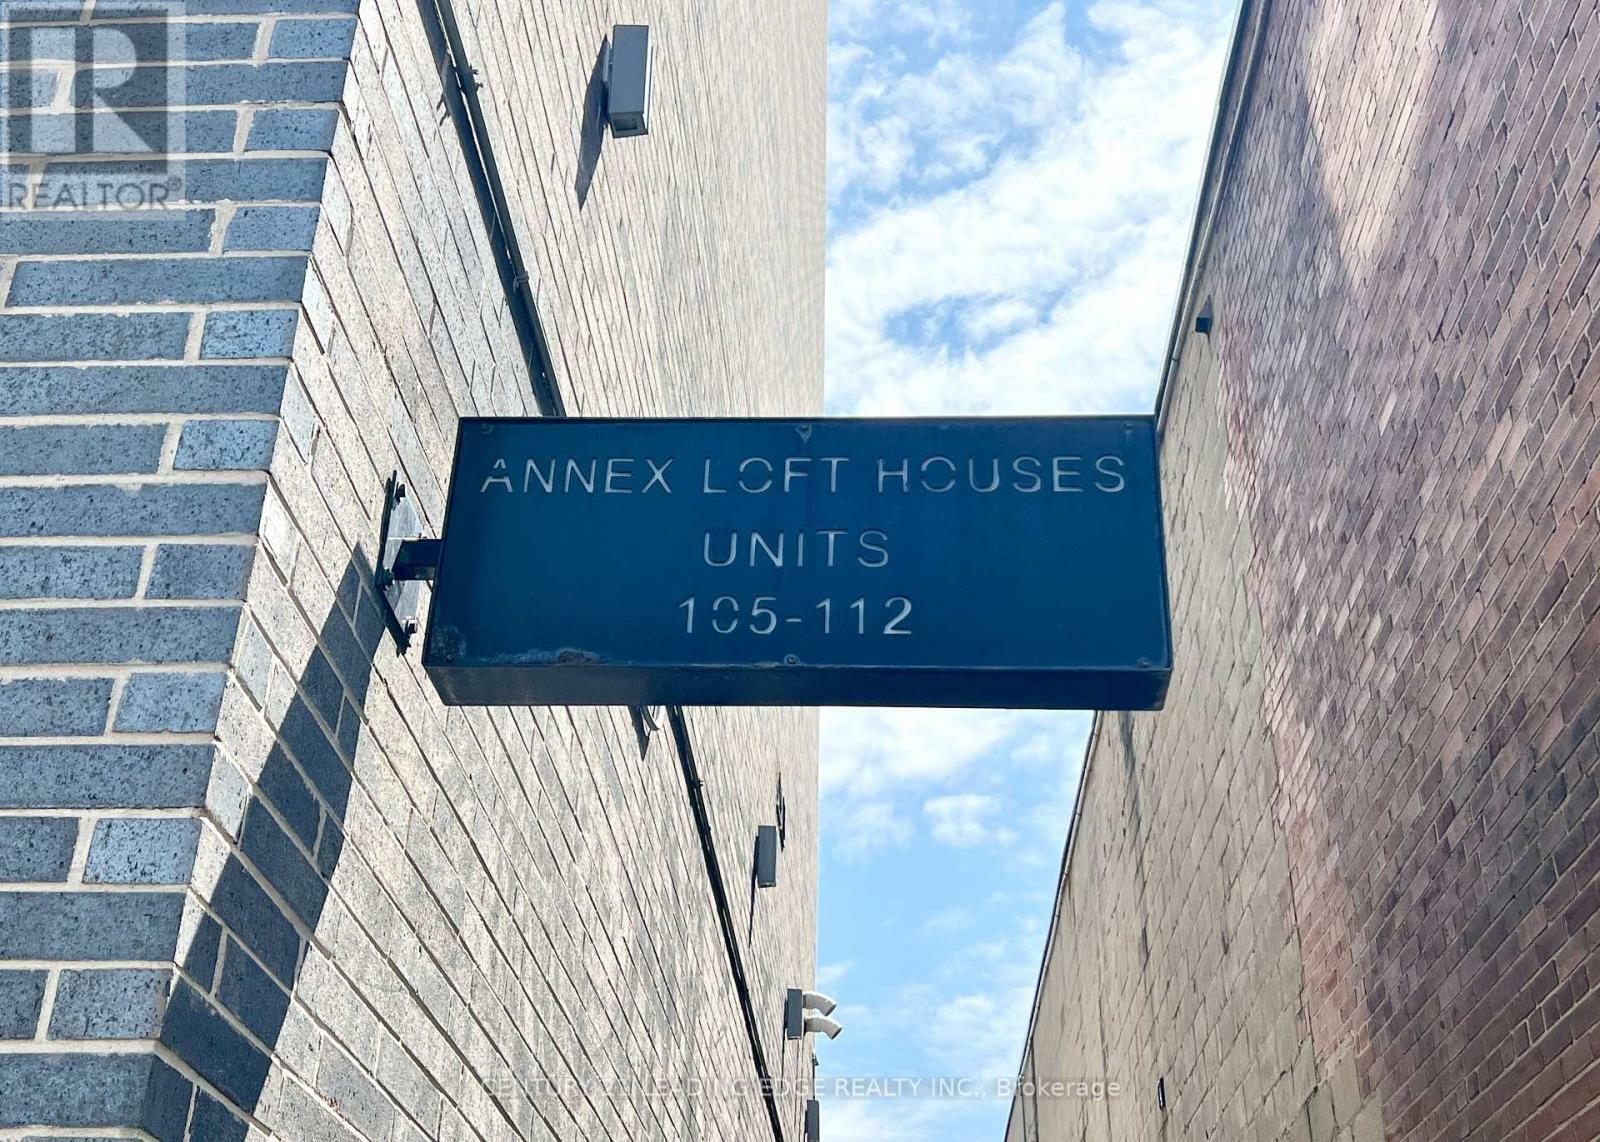 R
REALTOR®
ANNEX LOFT HOUSES
UNITS
105-112
CENTURY 21 LEADING EDGE REALTY INC., Brokerage